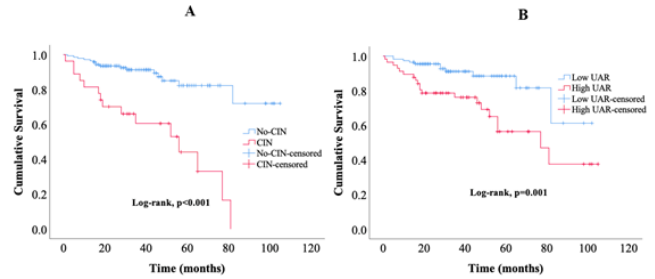 A
B
Cumulative Survival
1.0
0.8
0.6
0.4
0.2
0.0
No-CIN
CIN
No-CIN-censored
CIN-censored
Log-rank, p<0.001
0 20 40 60 80 100 120
Time (months)
Cumulative Survival
1.0
0.8
0.6
0.4
0.2
0.0
Low UAR
High UAR
Low UAR-censored
High UAR-censored
Log-rank, p=0.001
0 20 40 60 80 100 120
Time (months)